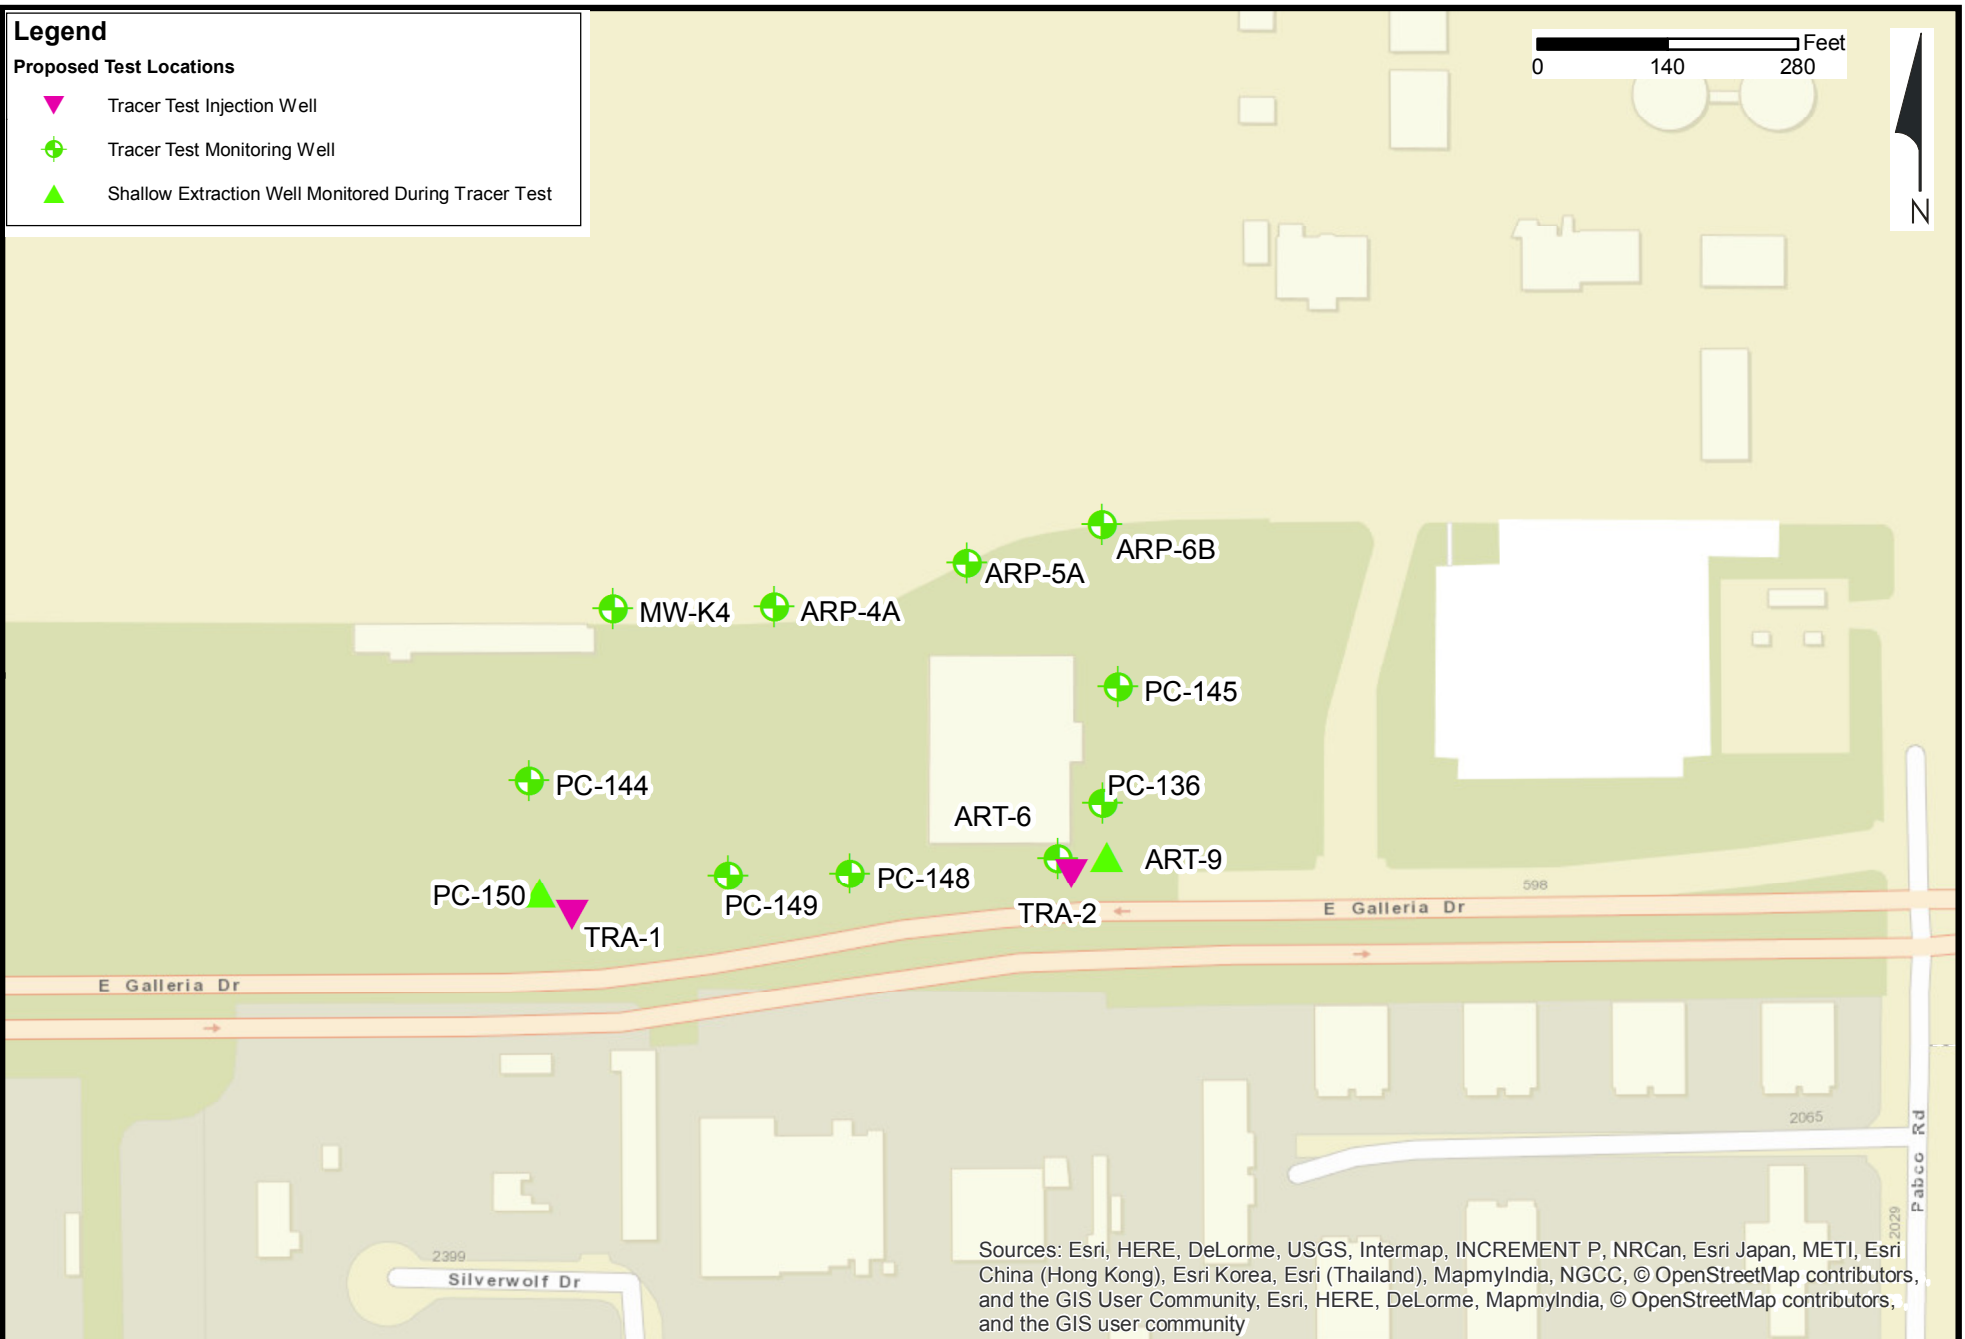 Legend
Proposed Test Locations
Tracer Test Injection Well
Tracer Test Monitoring Well
Shallow Extraction Well Monitored During Tracer Test
Feet
0 140 280
N
ARP-6B
ARP-5A
MW-K4
ARP-4A
PC-145
PC-144
PC-136
ART-6
ART-9
PC-148
PC-150
PC-149
TRA-2
TRA-1
598
E Galleria Dr
E Galleria Dr
2065
Pabco Rd
2029
2399
Silverwolf Dr
Sources: Esri, HERE, DeLorme, USGS, Intermap, INCREMENT P, NRCan, Esri Japan, METI, Esri
China (Hong Kong), Esri Korea, Esri (Thailand), MapmyIndia, NGCC, © OpenStreetMap contributors,
and the GIS User Community, Esri, HERE, DeLorme, MapmyIndia, © OpenStreetMap contributors,
and the GIS user community